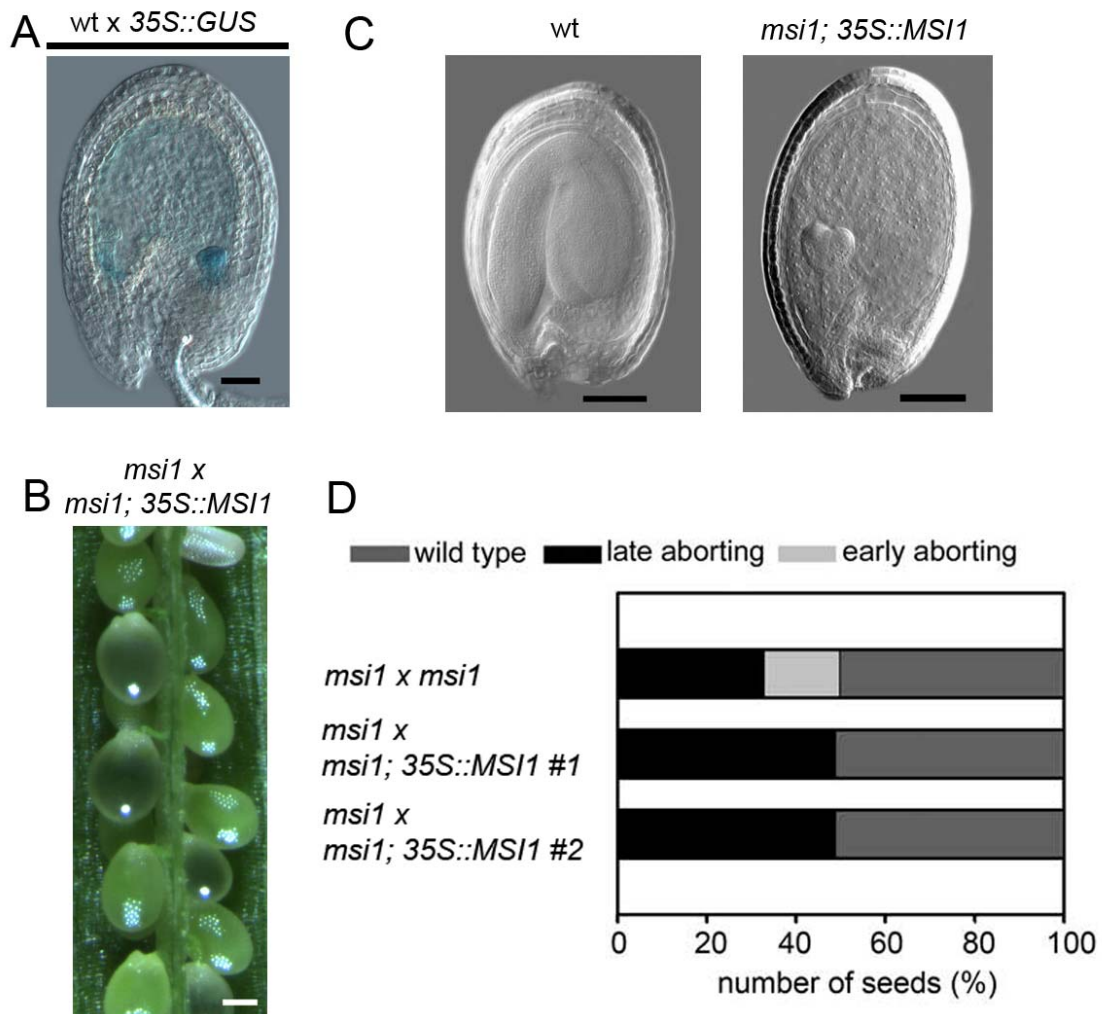 A
wt x 35S::GUS
C
wt
msi1; 35S::MSI1
B
msi1 x
msi1; 35S::MSI1
D
wild type
late aborting
early aborting
msi1 x msi1
msi1 x
msi1; 35S::MSI1 #1
msi1 x
msi1; 35S::MSI1 #2
0 20 40 60 80 100
number of seeds (%)